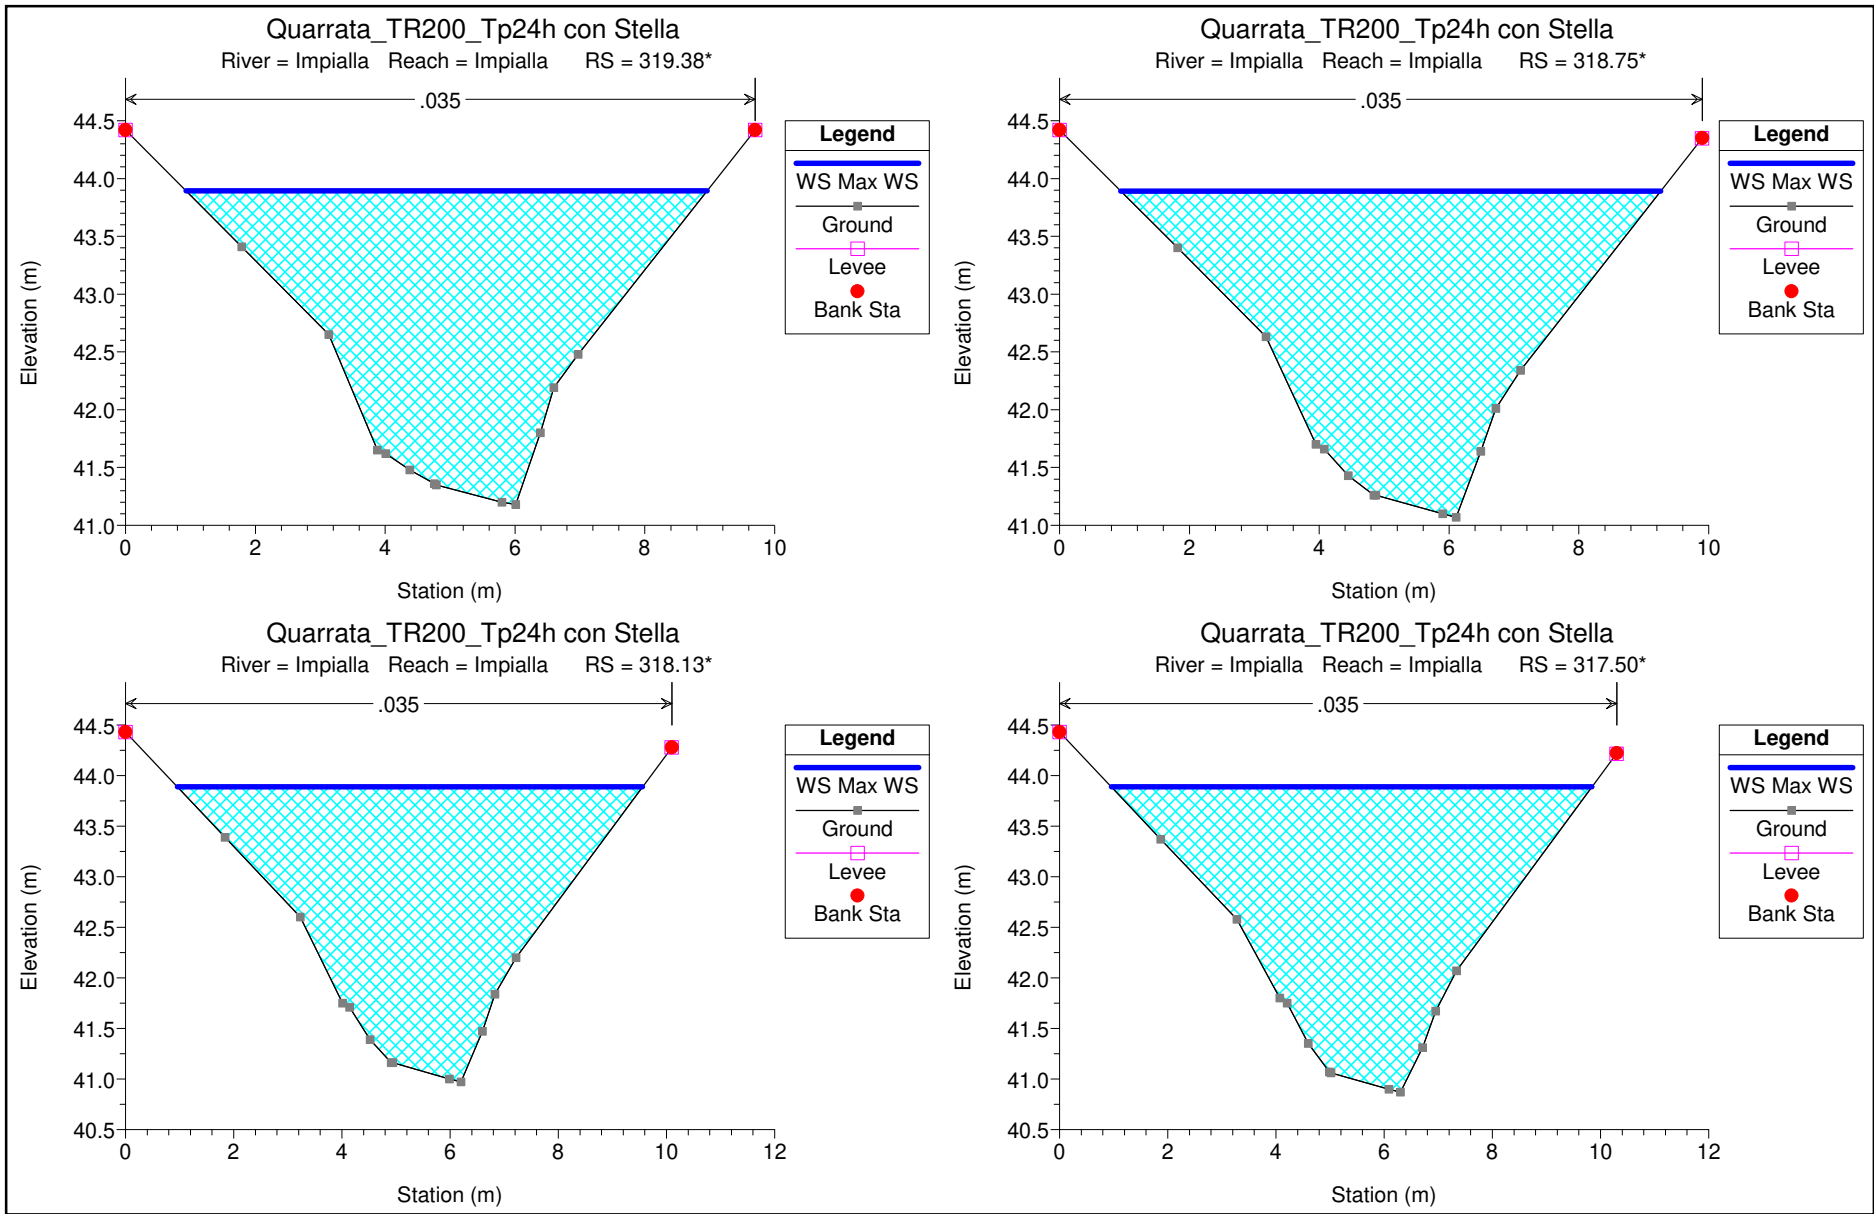 Quarrata_TR200_Tp24h con Stella
River = Impialla Reach = Impialla RS = 319.38*
.035
44.5
44.0
43.5
43.0
42.5
42.0
41.5
41.0
0 2 4 6 8 10
Station (m)
Elevation (m)
Legend
WS Max WS
Ground
Levee
Bank Sta
Quarrata_TR200_Tp24h con Stella
River = Impialla Reach = Impialla RS = 318.75*
.035
44.5
44.0
43.5
43.0
42.5
42.0
41.5
41.0
0 2 4 6 8 10
Station (m)
Elevation (m)
Legend
WS Max WS
Ground
Levee
Bank Sta
Quarrata_TR200_Tp24h con Stella
River = Impialla Reach = Impialla RS = 318.13*
.035
44.5
44.0
43.5
43.0
42.5
42.0
41.5
41.0
40.5
0 2 4 6 8 10 12
Station (m)
Elevation (m)
Legend
WS Max WS
Ground
Levee
Bank Sta
Quarrata_TR200_Tp24h con Stella
River = Impialla Reach = Impialla RS = 317.50*
.035
44.5
44.0
43.5
43.0
42.5
42.0
41.5
41.0
40.5
0 2 4 6 8 10 12
Station (m)
Elevation (m)
Legend
WS Max WS
Ground
Levee
Bank Sta